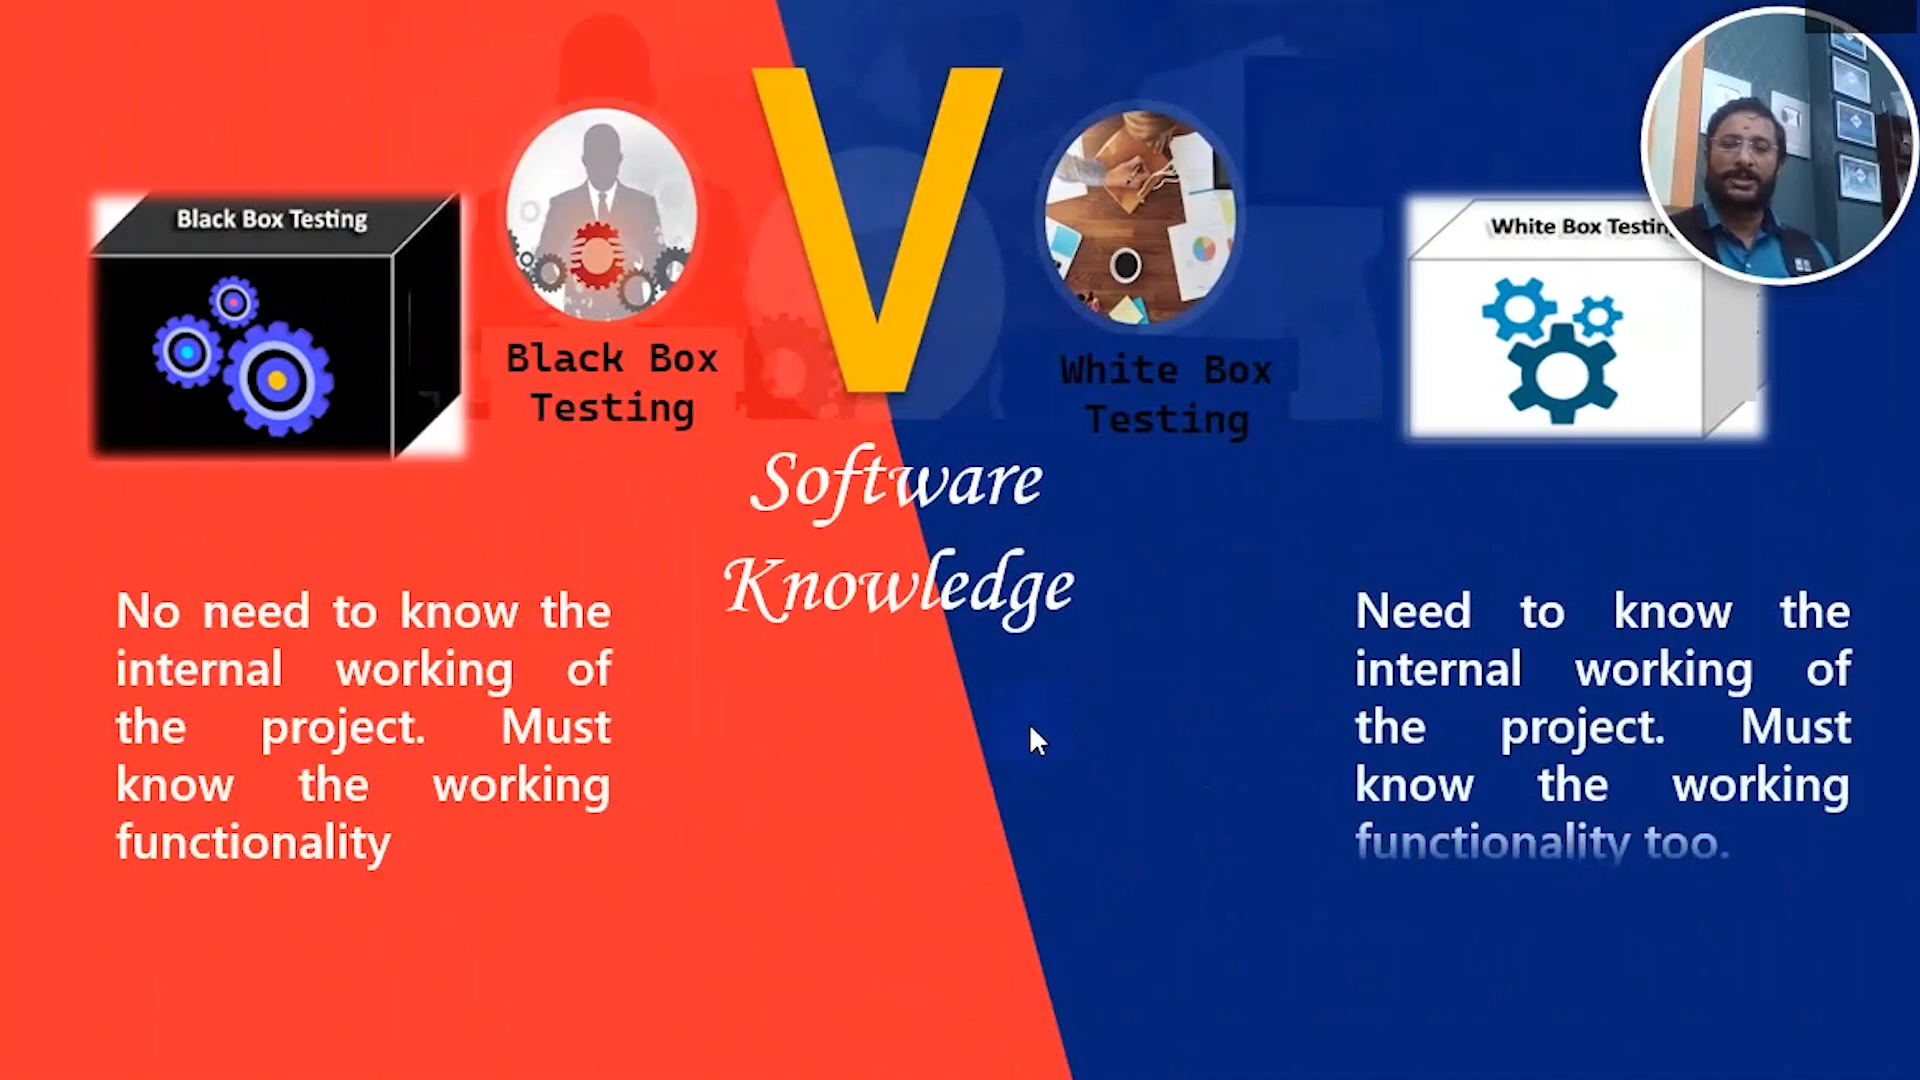 V
Black Box Testing
Black Box
Testing
White Box
Testing
White Box Testin
Software
Knowledge
No need to know the
internal working of
the project. Must
know the working
functionality
Need to know the
internal working of
the project. Must
know the working
functionality too.